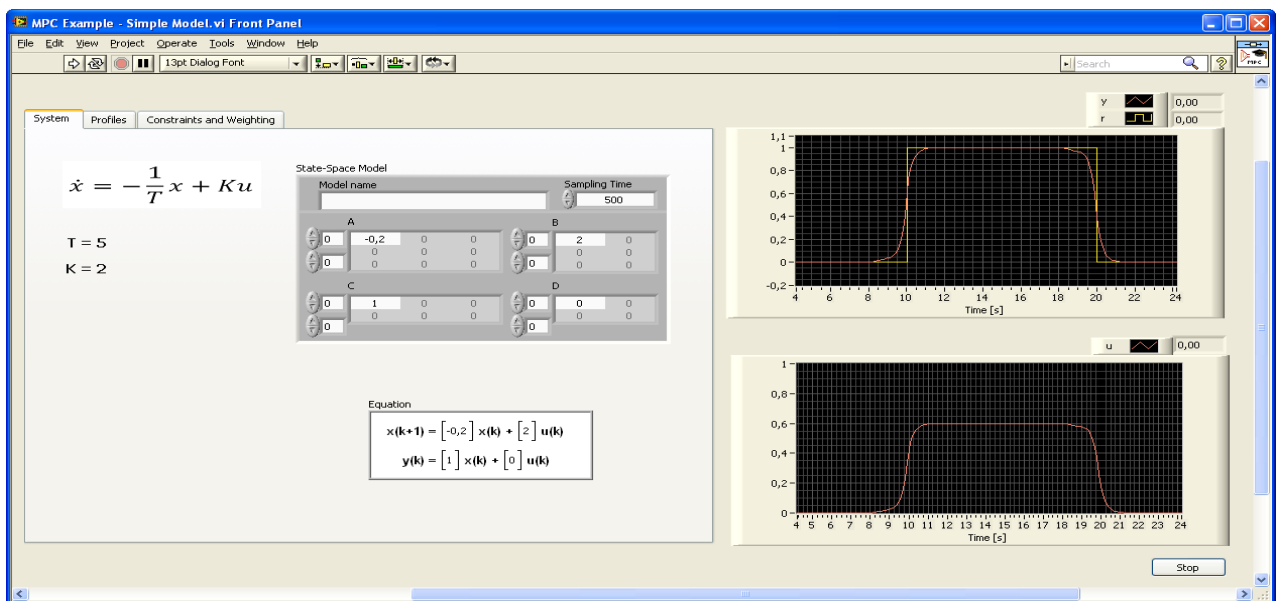 MPC Example - Simple Model.vi Front Panel
File Edit View Project Operate Tools Window Help
13pt Dialog Font
Search
MPC
System Profiles Constraints and Weighting
ẋ = -1/T x + Ku
T = 5
K = 2
State-Space Model
Model name
Sampling Time
500
A
0 -0,2 0 0
0 0 0
0 0 0 0
B
0 2 0
0 0
0 0 0
C
0 1 0 0
0 0 0
0
D
0 0 0
0 0
0
Equation
x(k+1) = [-0,2] x(k) + [2] u(k)
y(k) = [1] x(k) + [0] u(k)
y 0,00
r 0,00
1,1
1
0,8
0,6
0,4
0,2
0
-0,2
4 6 8 10 12 14 16 18 20 22 24
Time [s]
u 0,00
1
0,8
0,6
0,4
0,2
0
4 5 6 7 8 9 10 11 12 13 14 15 16 17 18 19 20 21 22 23 24
Time [s]
Stop